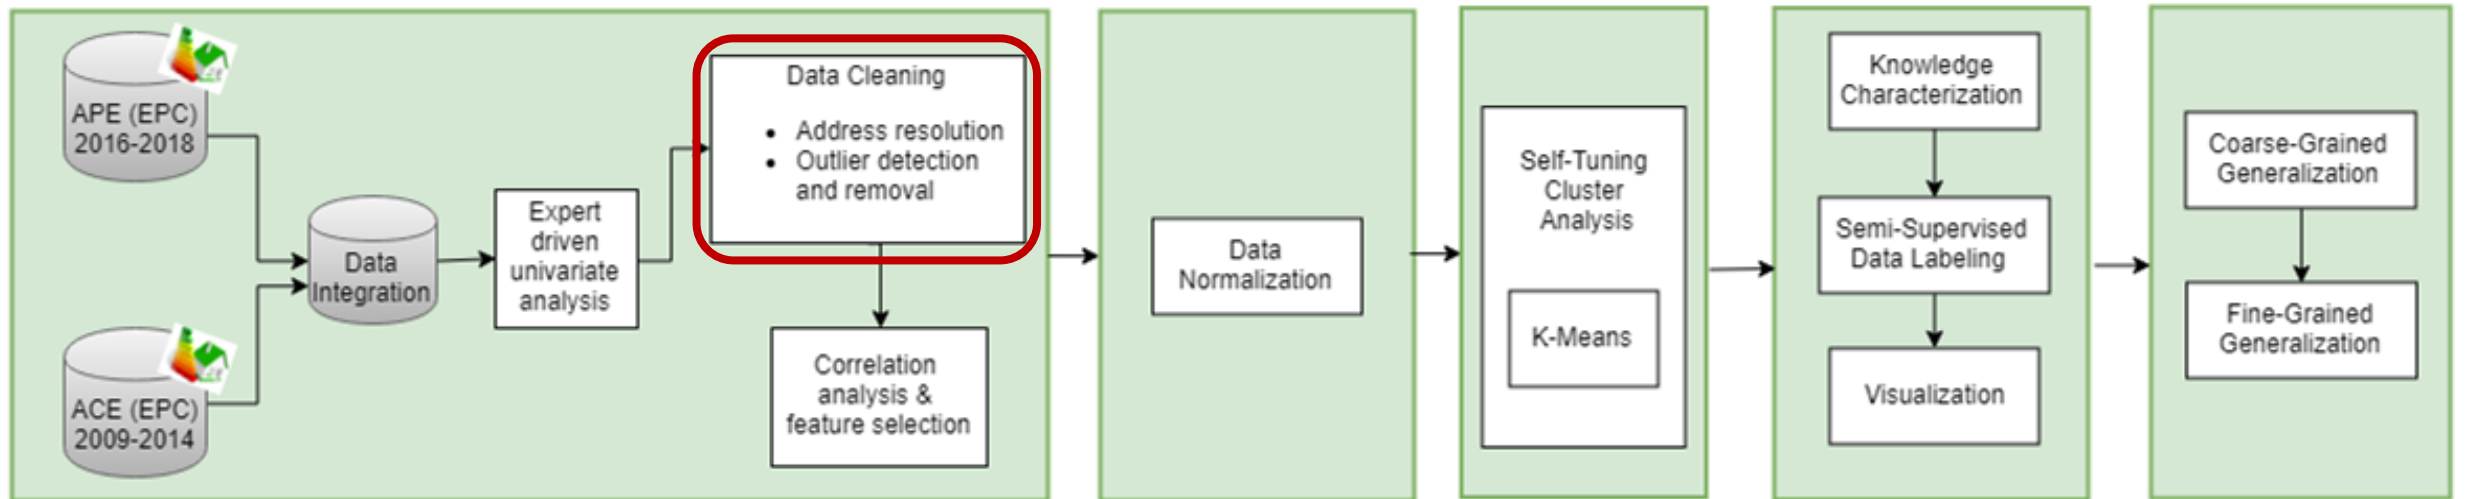 APE (EPC)
2016-2018
ACE (EPC)
2009-2014
Data
Integration
Expert
driven
univariate
analysis
Data Cleaning
• Address resolution
• Outlier detection
and removal
Correlation
analysis &
feature selection
Data
Normalization
Self-Tuning
Cluster
Analysis
K-Means
Knowledge
Characterization
Semi-Supervised
Data Labeling
Visualization
Coarse-Grained
Generalization
Fine-Grained
Generalization